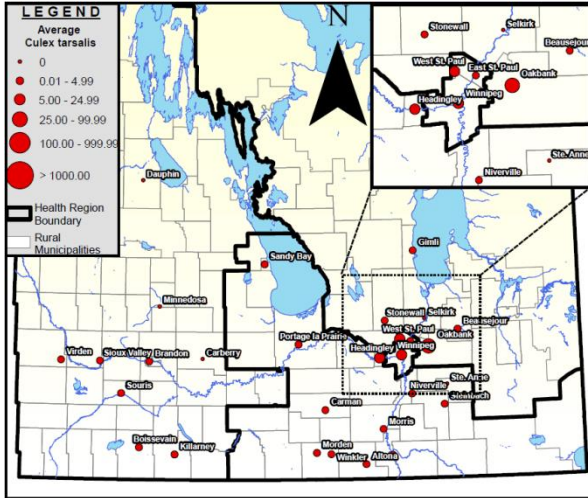 LEGEND
Average
Culex tarsalis
0
0.01 - 4.99
5.00 - 24.99
25.00 - 99.99
100.00 - 999.99
> 1000.00
Health Region
Boundary
Rural
Municipalities
N
Stonewall
Selkirk
Beausejour
West St. Paul
East St. Paul
Oakbank
Headingley
Winnipeg
Ste. Anne
Niverville
Dauphin
Gimli
Sandy Bay
Minnedosa
Stonewall
Selkirk
Beausejour
West St. Paul
Portage la Prairie
Oakbank
Headingley
Winnipeg
Virden
Sioux Valley
Brandon
Carberry
Souris
Niverville
Ste. Anne
Steinbach
Carman
Morris
Boissevain
Killarney
Morden
Winkler
Altona